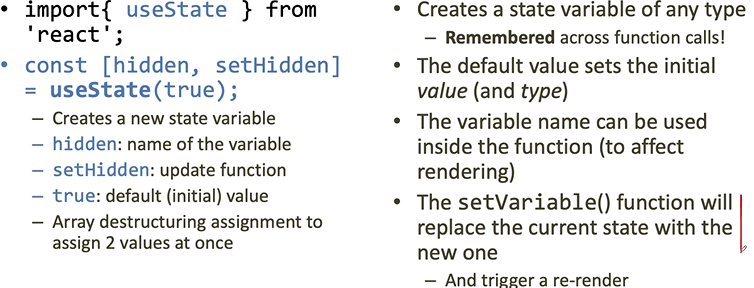 • import{ useState } from
'react';
• const [hidden, setHidden]
= useState(true);
– Creates a new state variable
– hidden: name of the variable
– setHidden: update function
– true: default (initial) value
– Array destructuring assignment to
assign 2 values at once
• Creates a state variable of any type
– Remembered across function calls!
• The default value sets the initial
value (and type)
• The variable name can be used
inside the function (to affect
rendering)
• The setVariable() function will
replace the current state with the
new one
– And trigger a re-render